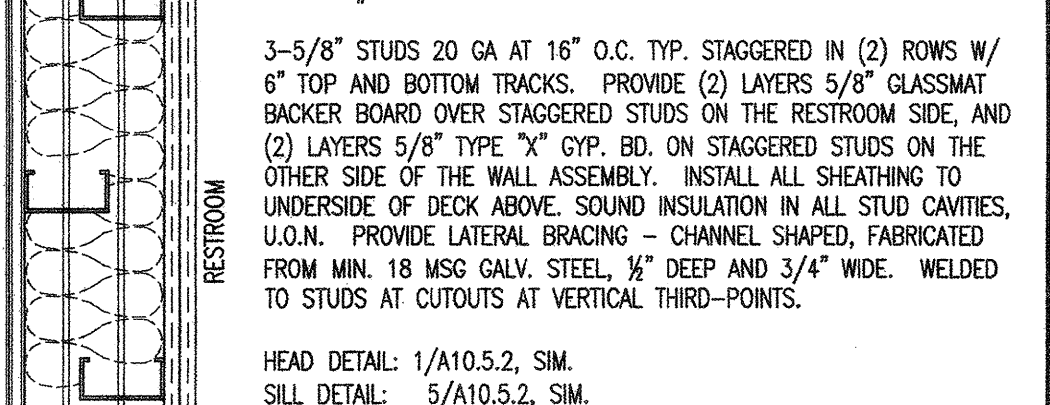 3-5/8" STUDS 20 GA AT 16" O.C. TYP. STAGGERED IN (2) ROWS W/
6" TOP AND BOTTOM TRACKS. PROVIDE (2) LAYERS 5/8" GLASSMAT
BACKER BOARD OVER STAGGERED STUDS ON THE RESTROOM SIDE, AND
(2) LAYERS 5/8" TYPE "X" GYP. BD. ON STAGGERED STUDS ON THE
OTHER SIDE OF THE WALL ASSEMBLY. INSTALL ALL SHEATHING TO
UNDERSIDE OF DECK ABOVE. SOUND INSULATION IN ALL STUD CAVITIES,
U.O.N. PROVIDE LATERAL BRACING – CHANNEL SHAPED, FABRICATED
FROM MIN. 18 MSG GALV. STEEL, ½" DEEP AND 3/4" WIDE. WELDED
TO STUDS AT CUTOUTS AT VERTICAL THIRD-POINTS.
HEAD DETAIL: 1/A10.5.2, SIM.
SILL DETAIL: 5/A10.5.2, SIM.
RESTROOM